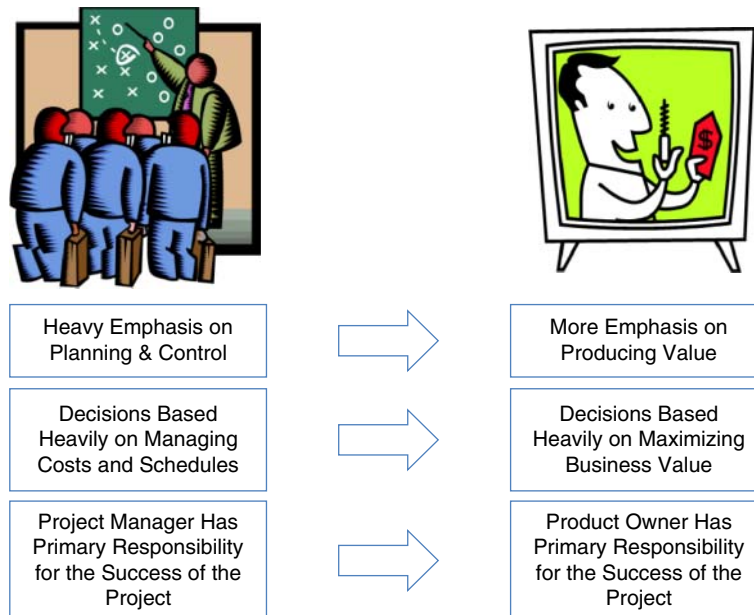 $
Heavy Emphasis on
Planning & Control
More Emphasis on
Producing Value
Decisions Based
Heavily on Managing
Costs and Schedules
Decisions Based
Heavily on Maximizing
Business Value
Project Manager Has
Primary Responsibility
for the Success of the
Project
Product Owner Has
Primary Responsibility
for the Success of the
Project